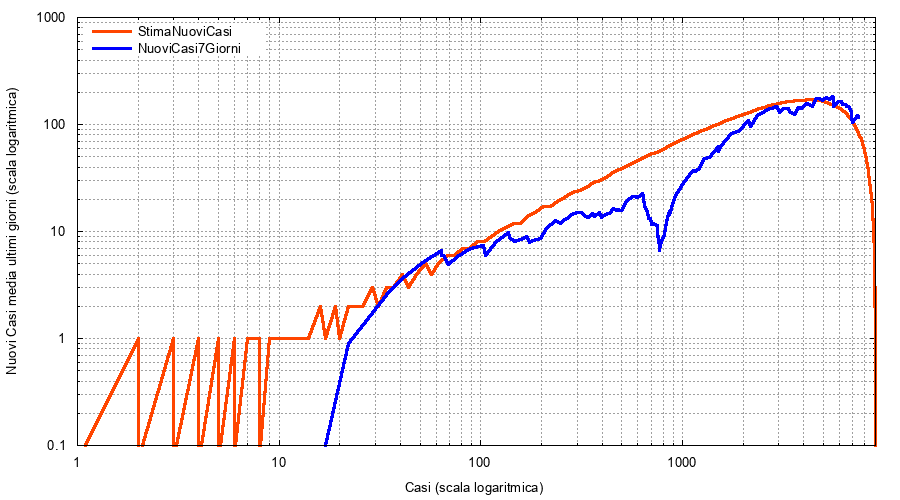 1000
StimaNuoviCasi
NuoviCasi7Giorni
100
10
1
0.1
Nuovi Casi media ultimi giorni (scala logaritmica)
1 10 100 1000
Casi (scala logaritmica)